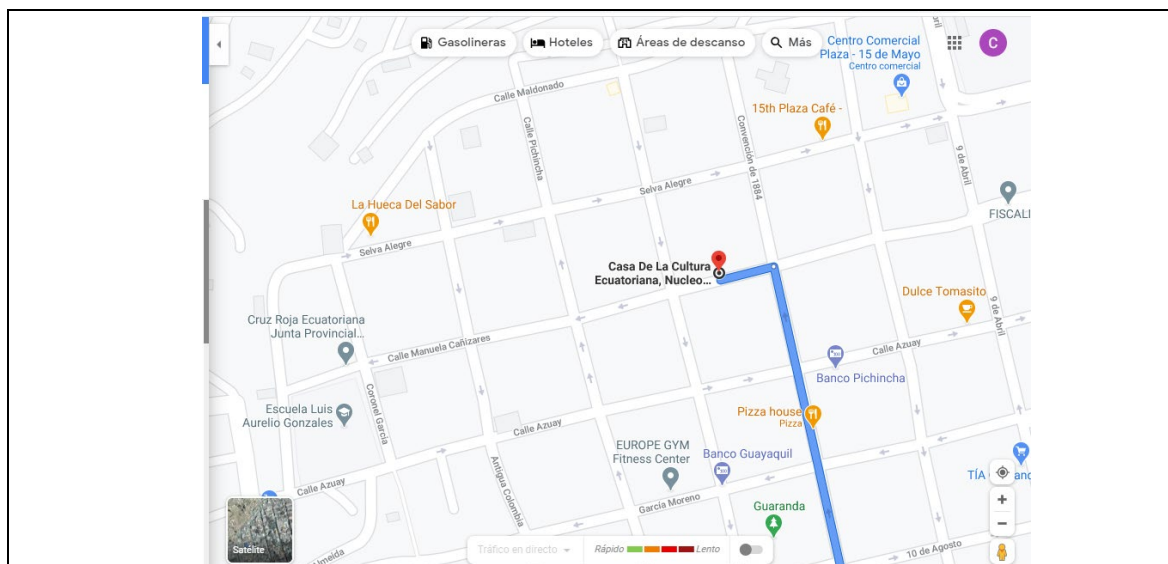 Gasolineras
Hoteles
Áreas de descanso
Más
C
Centro Comercial
Plaza - 15 de Mayo
Centro comercial
15th Plaza Café -
Calle Maldonado
Calle Pichincha
Convención de 1884
9 de Abril
Selva Alegre
La Hueca Del Sabor
FISCALI
Selva Alegre
Casa De La Cultura
Ecuatoriana, Nucleo...
Dulce Tomasito
9 de Abril
Cruz Roja Ecuatoriana
Junta Provincial...
Calle Manuela Cañizares
Calle Azuay
Banco Pichincha
Coronel García
Escuela Luis
Aurelio Gonzales
Pizza house
Pizza
Calle Azuay
EUROPE GYM
Fitness Center
Banco Guayaquil
TÍA
Antigua Colombia
Calle Azuay
Garcia Moreno
Guaranda
Satélite
Almeida
Tráfico en directo
Rápido
Lento
10 de Agosto